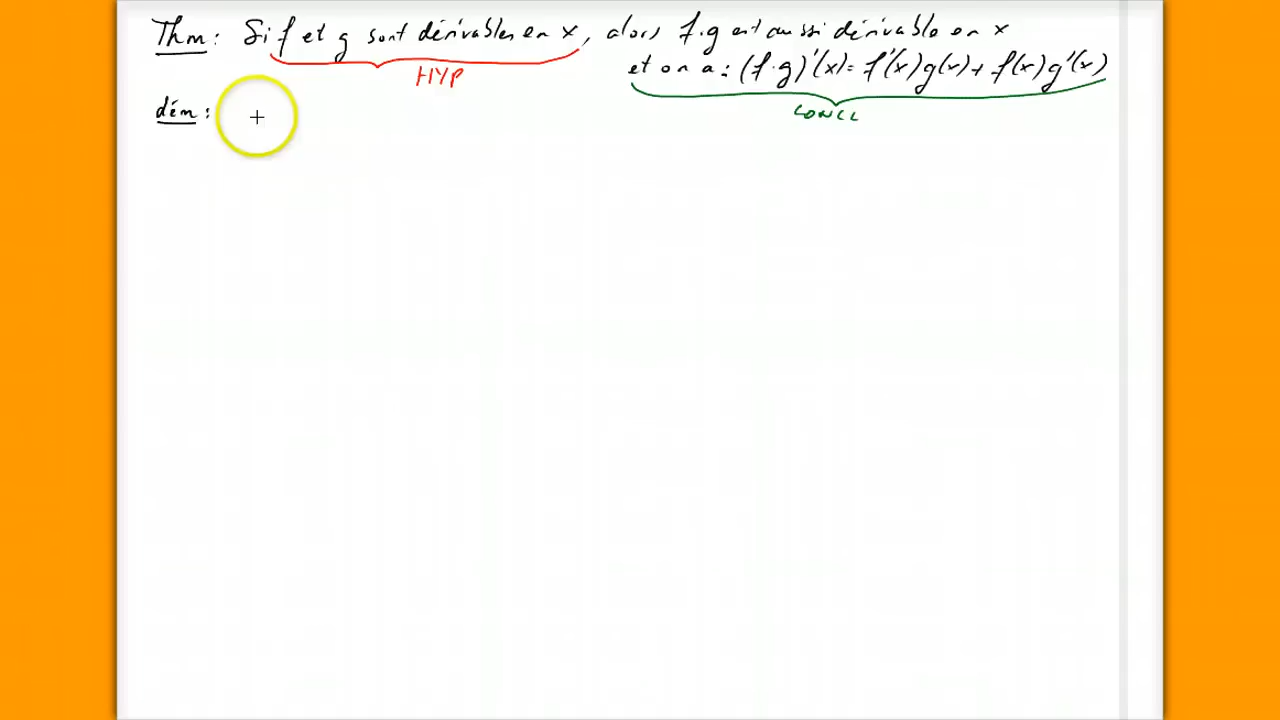 Thm : Si f et g sont dérivables en x, alors f·g est aussi dérivable en x
et on a : (f·g)'(x) = f'(x)g(x) + f(x)g'(x)
HYP
CONCL
dém :